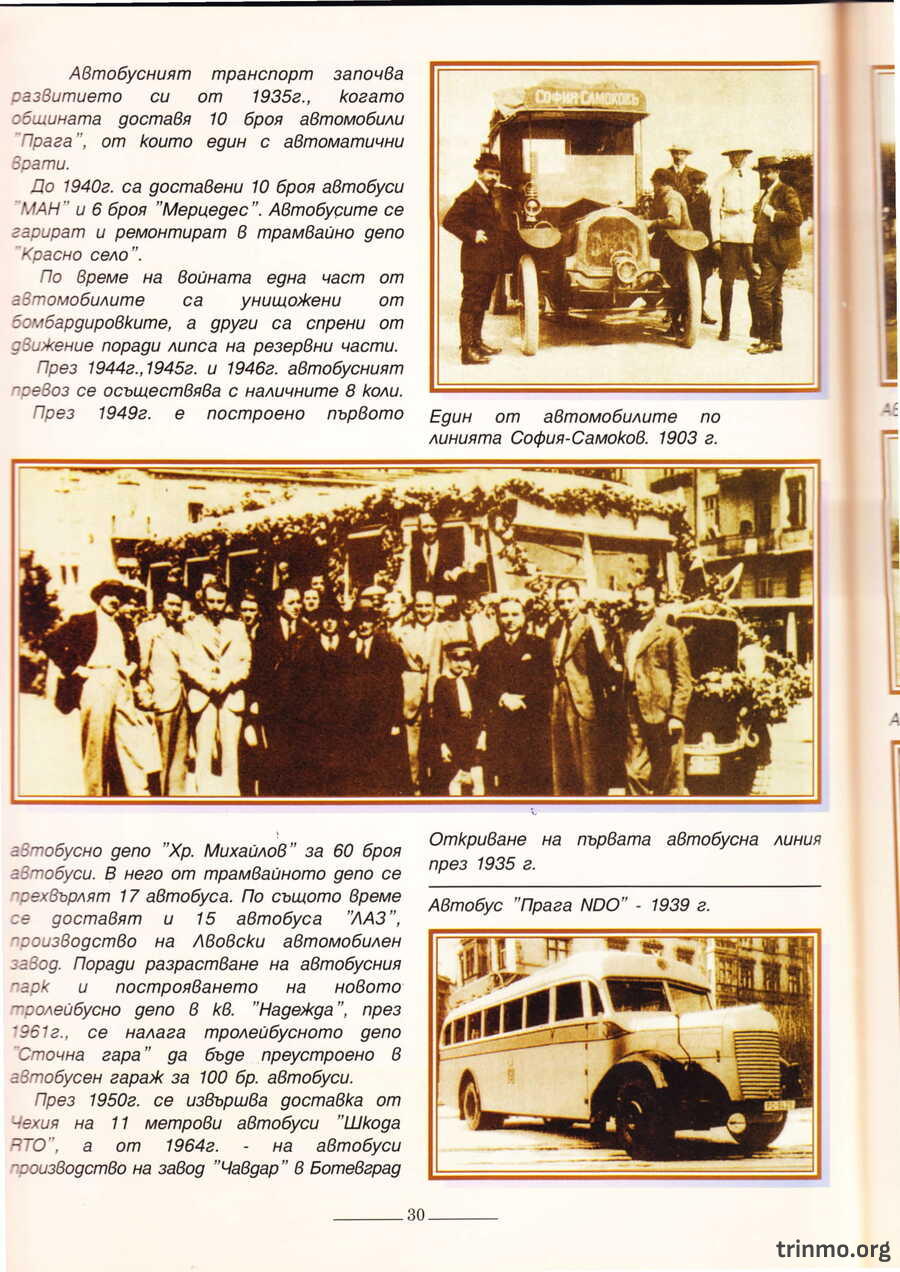 Автобусният транспорт започва
развитието си от 1935г., когато
общината доставя 10 броя автомобили
"Прага", от които един с автоматични
врати.
До 1940г. са доставени 10 броя автобуси
"МАН" и 6 броя "Мерцедес". Автобусите се
гарират и ремонтират в трамвайно депо
"Красно село".
По време на войната една част от
автомобилите са унищожени от
бомбардировките, а други са спрени от
движение поради липса на резервни части.
През 1944г.,1945г. и 1946г. автобусният
превоз се осъществява с наличните 8 коли.
През 1949г. е построено първото
СОФИЯ-САМОКОВЪ
Един от автомобилите по
линията София-Самоков. 1903 г.
автобусно депо "Хр. Михайлов" за 60 броя
автобуси. В него от трамвайното депо се
прехвърлят 17 автобуса. По същото време
се доставят и 15 автобуса "ЛАЗ",
производство на Лвовски автомобилен
завод. Поради разрастване на автобусния
парк и построяването на новото
тролейбусно депо в кв. "Надежда", през
1961г., се налага тролейбусното депо
"Сточна гара" да бъде преустроено в
автобусен гараж за 100 бр. автобуси.
През 1950г. се извършва доставка от
Чехия на 11 метрови автобуси "Шкода
RTO", а от 1964г. - на автобуси
производство на завод "Чавдар" в Ботевград
Откриване на първата автобусна линия
през 1935 г.
Автобус "Прага NDO" - 1939 г.
30
trinmo.org